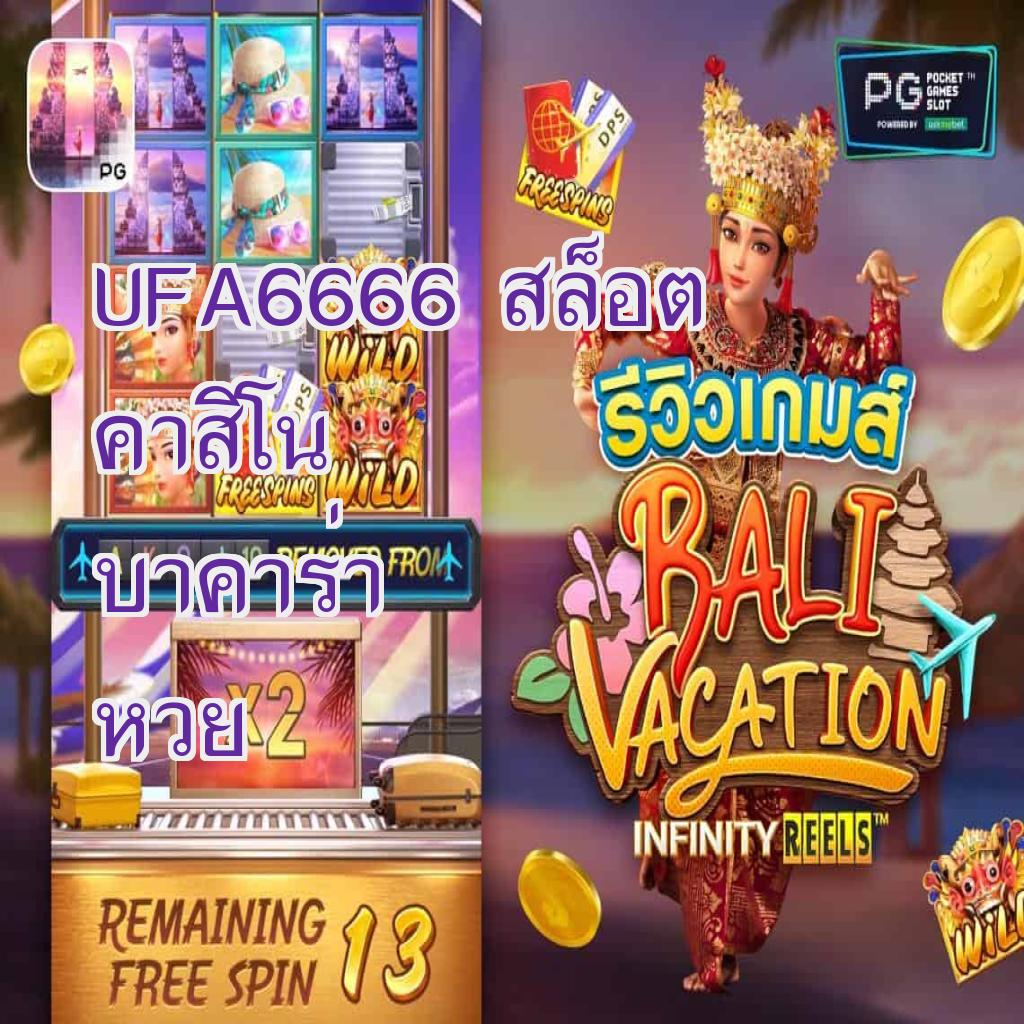 PG
PG POCKET GAMES SLOT™
POWERED BY askmebet
DPS
FREESPINS
UFA6666 สล็อต
WILD
รีวิวเกมส์
คาสิโน
FREESPINS
WILD
BALI
REMOVED FROM
บาคาร่า
VACATION
x2
หวย
INFINITY REELS™
WILD
REMAINING
FREE SPIN 13